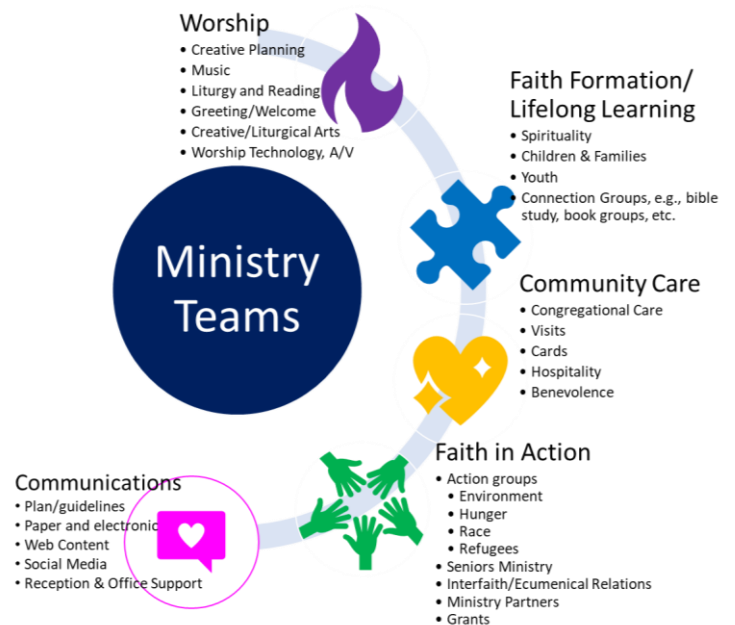 Worship
• Creative Planning
• Music
• Liturgy and Reading
• Greeting/Welcome
• Creative/Liturgical Arts
• Worship Technology, A/V
Faith Formation/
Lifelong Learning
• Spirituality
• Children & Families
• Youth
• Connection Groups, e.g., bible
study, book groups, etc.
Ministry
Teams
Community Care
• Congregational Care
• Visits
• Cards
• Hospitality
• Benevolence
Faith in Action
• Action groups
• Environment
• Hunger
• Race
• Refugees
• Seniors Ministry
• Interfaith/Ecumenical Relations
• Ministry Partners
• Grants
Communications
• Plan/guidelines
• Paper and electronic
• Web Content
• Social Media
• Reception & Office Support